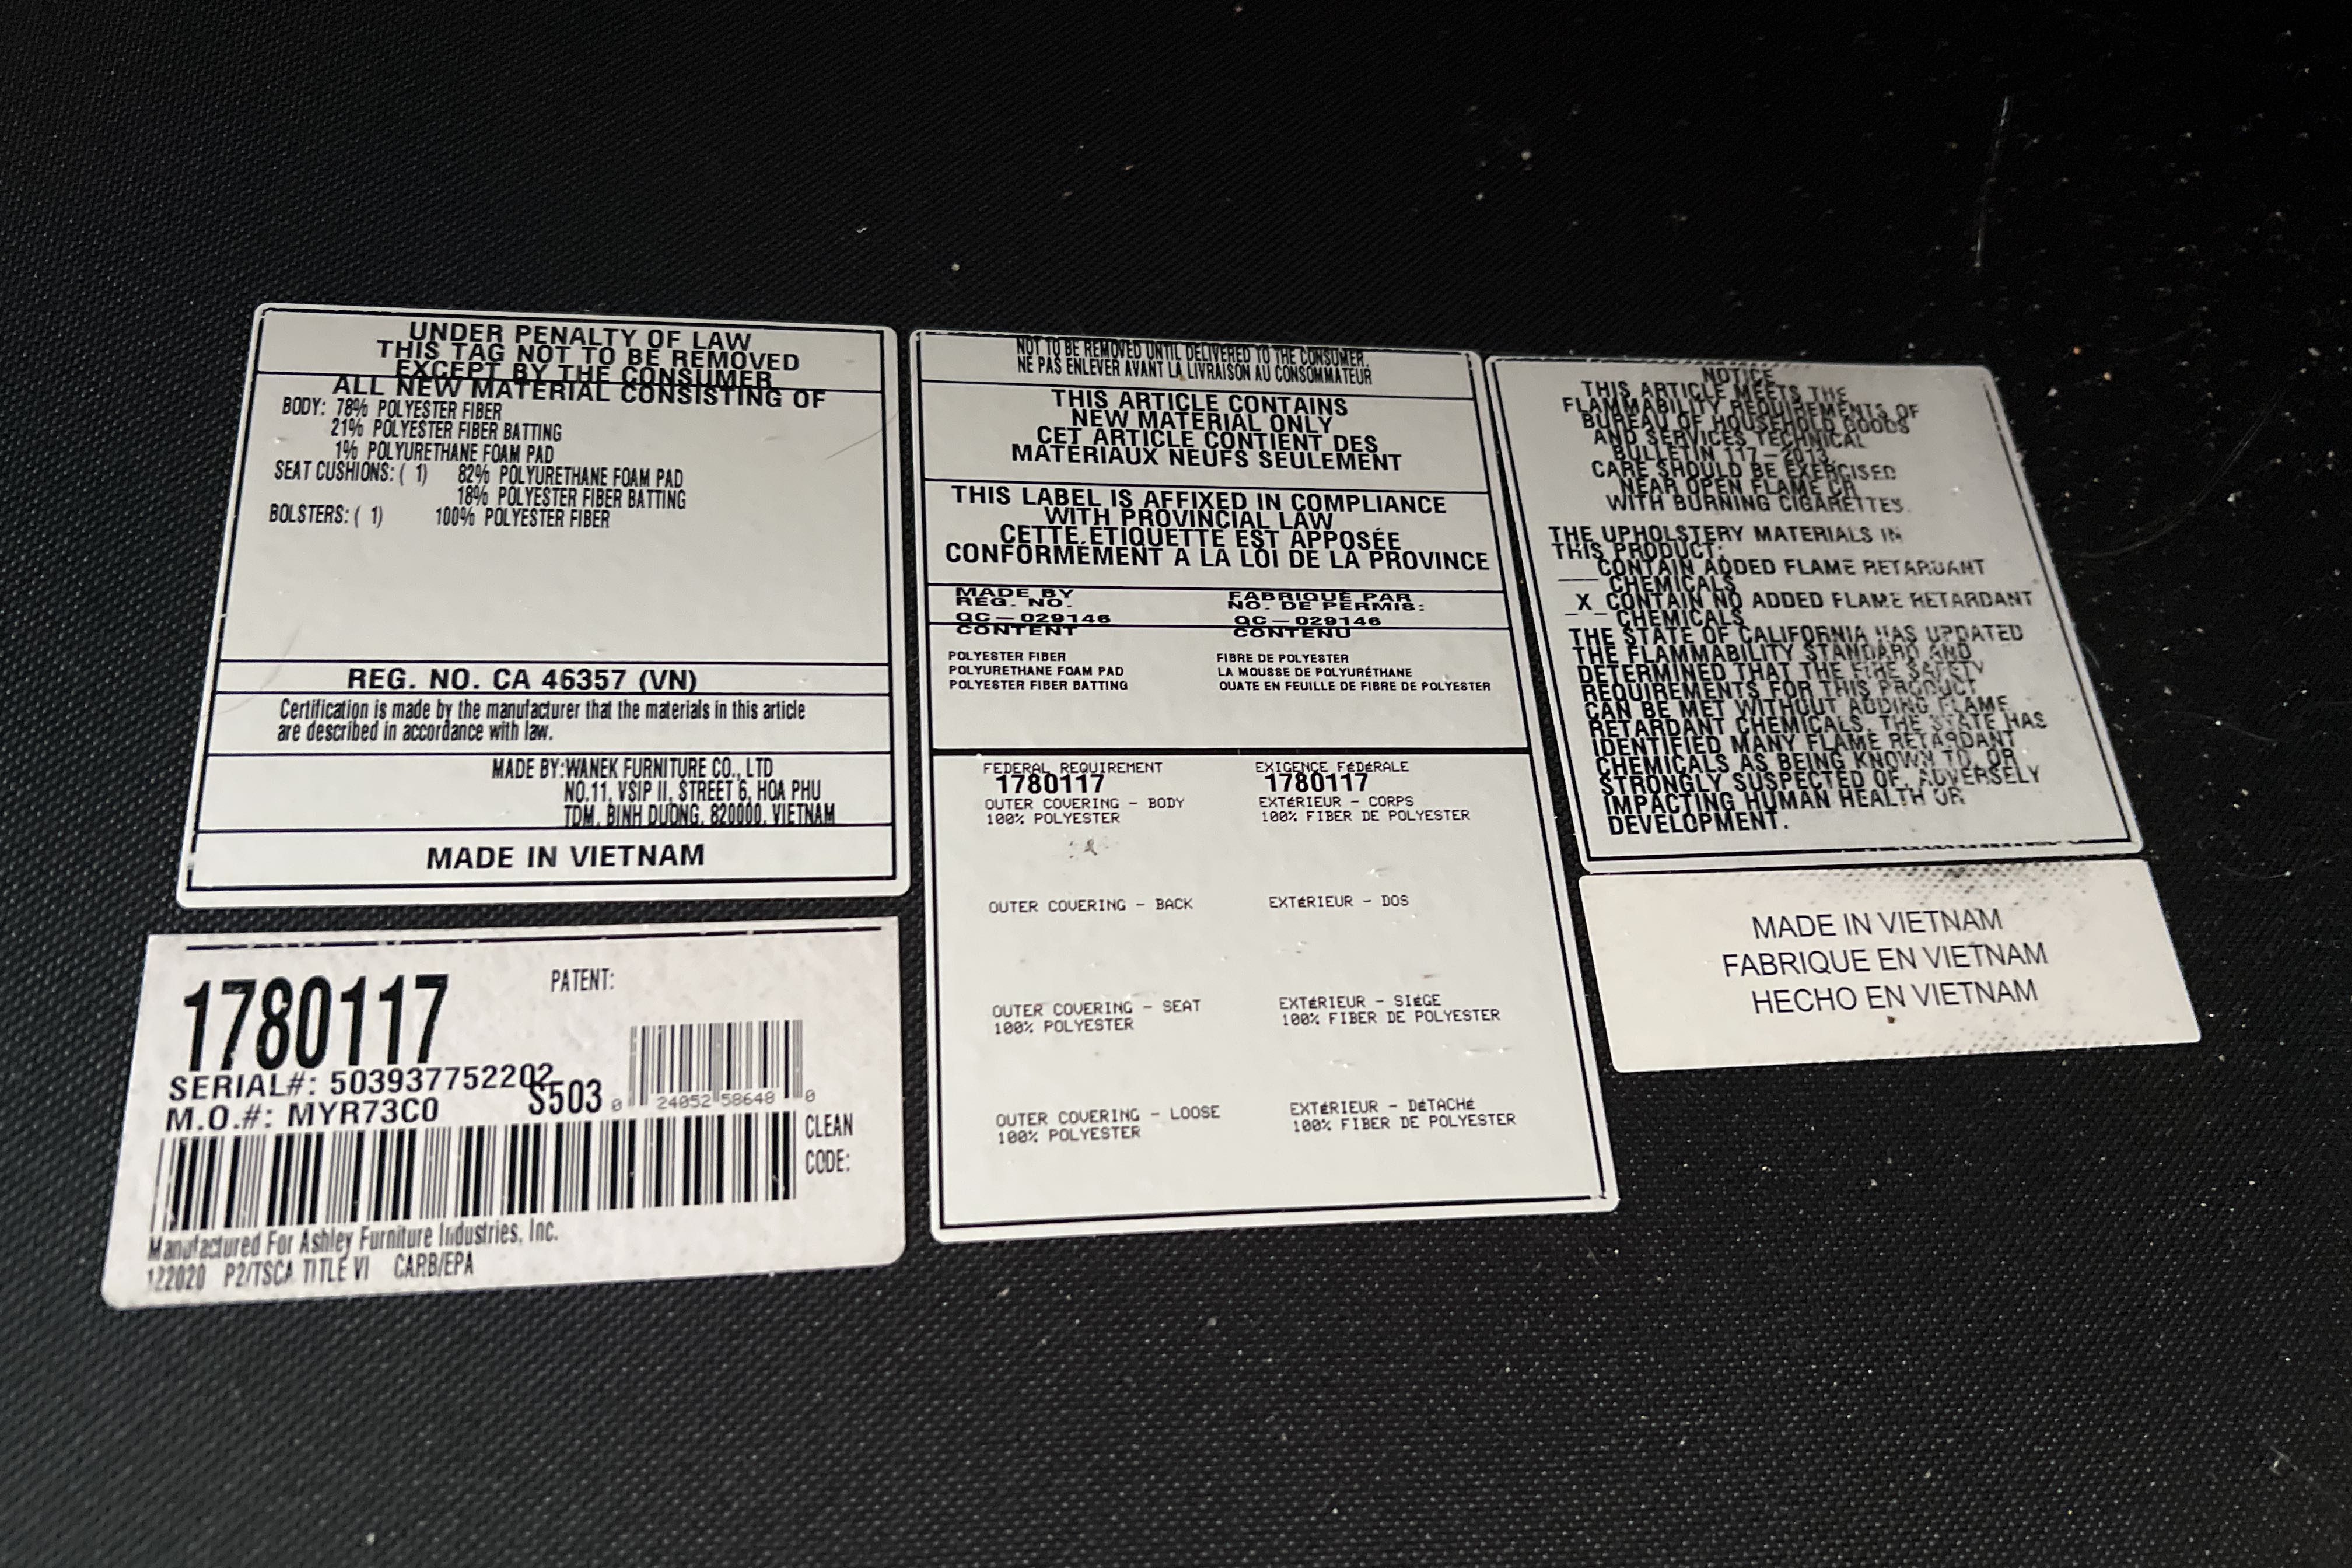 UNDER PENALTY OF LAW
THIS TAG NOT TO BE REMOVED
EXCEPT BY THE CONSUMER
ALL NEW MATERIAL CONSISTING OF
BODY: 78% POLYESTER FIBER
21% POLYESTER FIBER BATTING
1% POLYURETHANE FOAM PAD
SEAT CUSHIONS: ( 1) 82% POLYURETHANE FOAM PAD
18% POLYESTER FIBER BATTING
BOLSTERS: ( 1) 100% POLYESTER FIBER
REG. NO. CA 46357 (VN)
Certification is made by the manufacturer that the materials in this article
are described in accordance with law.
MADE BY:WANEK FURNITURE CO., LTD
NO.11, VSIP II, STREET 6, HOA PHU
TDM, BINH DUONG, 820000, VIETNAM
MADE IN VIETNAM
1780117
PATENT:
SERIAL#: 503937752202
S503
M.O.#: MYR73C0
0 24052 58648 0
CLEAN
CODE:
Manufactured For Ashley Furniture Industries, Inc.
122020 P2/TSCA TITLE VI CARB/EPA
NOT TO BE REMOVED UNTIL DELIVERED TO THE CONSUMER.
NE PAS ENLEVER AVANT LA LIVRAISON AU CONSOMMATEUR
THIS ARTICLE CONTAINS
NEW MATERIAL ONLY
CET ARTICLE CONTIENT DES
MATERIAUX NEUFS SEULEMENT
THIS LABEL IS AFFIXED IN COMPLIANCE
WITH PROVINCIAL LAW
CETTE ÉTIQUETTE EST APPOSÉE
CONFORMÉMENT A LA LOI DE LA PROVINCE
MADE BY FABRIQUÉ PAR
REG. NO. NO. DE PERMIS:
QC-029146 QC-029146
CONTENT CONTENU
POLYESTER FIBER FIBRE DE POLYESTER
POLYURETHANE FOAM PAD LA MOUSSE DE POLYURÉTHANE
POLYESTER FIBER BATTING OUATE EN FEUILLE DE FIBRE DE POLYESTER
FEDERAL REQUIREMENT EXIGENCE FÉDÉRALE
1780117 1780117
OUTER COVERING - BODY EXTÉRIEUR - CORPS
100% POLYESTER 100% FIBER DE POLYESTER
OUTER COVERING - BACK EXTÉRIEUR - DOS
OUTER COVERING - SEAT EXTÉRIEUR - SIÉGE
100% POLYESTER 100% FIBER DE POLYESTER
OUTER COVERING - LOOSE EXTÉRIEUR - DÉTACHÉ
100% POLYESTER 100% FIBER DE POLYESTER
NOTICE
THIS ARTICLE MEETS THE
FLAMMABILITY REQUIREMENTS OF
BUREAU OF HOUSEHOLD GOODS
AND SERVICES TECHNICAL
BULLETIN 117-2013.
CARE SHOULD BE EXERCISED
NEAR OPEN FLAME OR
WITH BURNING CIGARETTES.
THE UPHOLSTERY MATERIALS IN
THIS PRODUCT:
___ CONTAIN ADDED FLAME RETARDANT
CHEMICALS
_X_ CONTAIN NO ADDED FLAME RETARDANT
CHEMICALS
THE STATE OF CALIFORNIA HAS UPDATED
THE FLAMMABILITY STANDARD AND
DETERMINED THAT THE FIRE SAFETY
REQUIREMENTS FOR THIS PRODUCT
CAN BE MET WITHOUT ADDING FLAME
RETARDANT CHEMICALS. THE STATE HAS
IDENTIFIED MANY FLAME RETARDANT
CHEMICALS AS BEING KNOWN TO, OR
STRONGLY SUSPECTED OF, ADVERSELY
IMPACTING HUMAN HEALTH OR
DEVELOPMENT.
MADE IN VIETNAM
FABRIQUE EN VIETNAM
HECHO EN VIETNAM